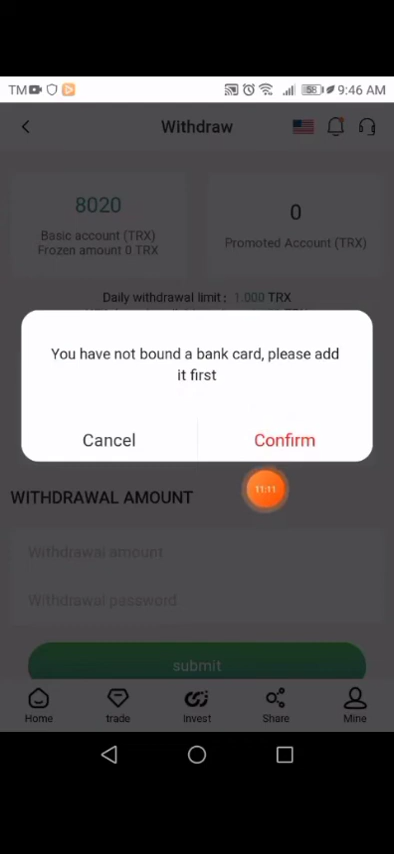 TM
58
9:46 AM
Withdraw
8020
Basic account (TRX)
Frozen amount 0 TRX
0
Promoted Account (TRX)
Daily withdrawal limit： 1.000 TRX
You have not bound a bank card, please add
it first
Cancel
Confirm
11:11
WITHDRAWAL AMOUNT
Withdrawal amount
Withdrawal password
submit
Home
trade
invest
Share
Mine